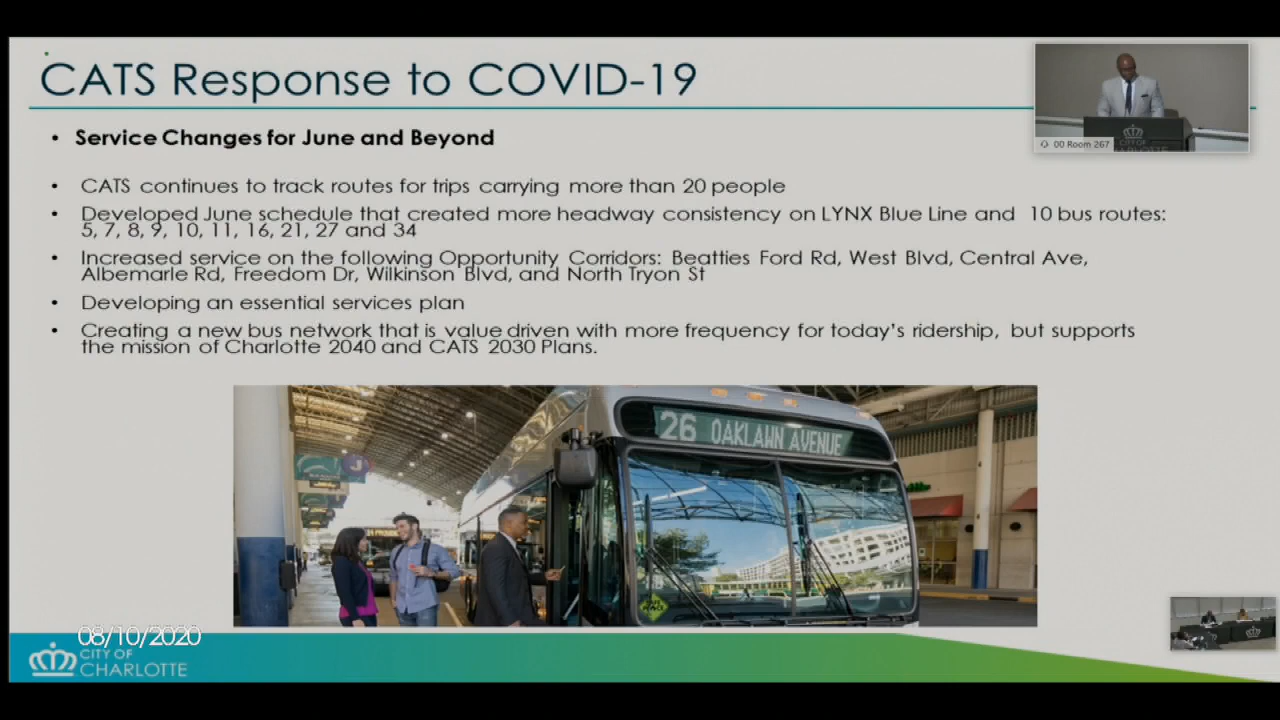 CATS Response to COVID-19
• Service Changes for June and Beyond
• CATS continues to track routes for trips carrying more than 20 people
• Developed June schedule that created more headway consistency on LYNX Blue Line and 10 bus routes:
5, 7, 8, 9, 10, 11, 16, 21, 27 and 34
• Increased service on the following Opportunity Corridors: Beatties Ford Rd, West Blvd, Central Ave,
Albemarle Rd, Freedom Dr, Wilkinson Blvd, and North Tryon St
• Developing an essential services plan
• Creating a new bus network that is value driven with more frequency for today's ridership, but supports
the mission of Charlotte 2040 and CATS 2030 Plans.
CITY OF
CHARLOTTE
00 Room 267
26 OAKLAWN AVENUE
J
08/10/2020
CITY OF
CHARLOTTE